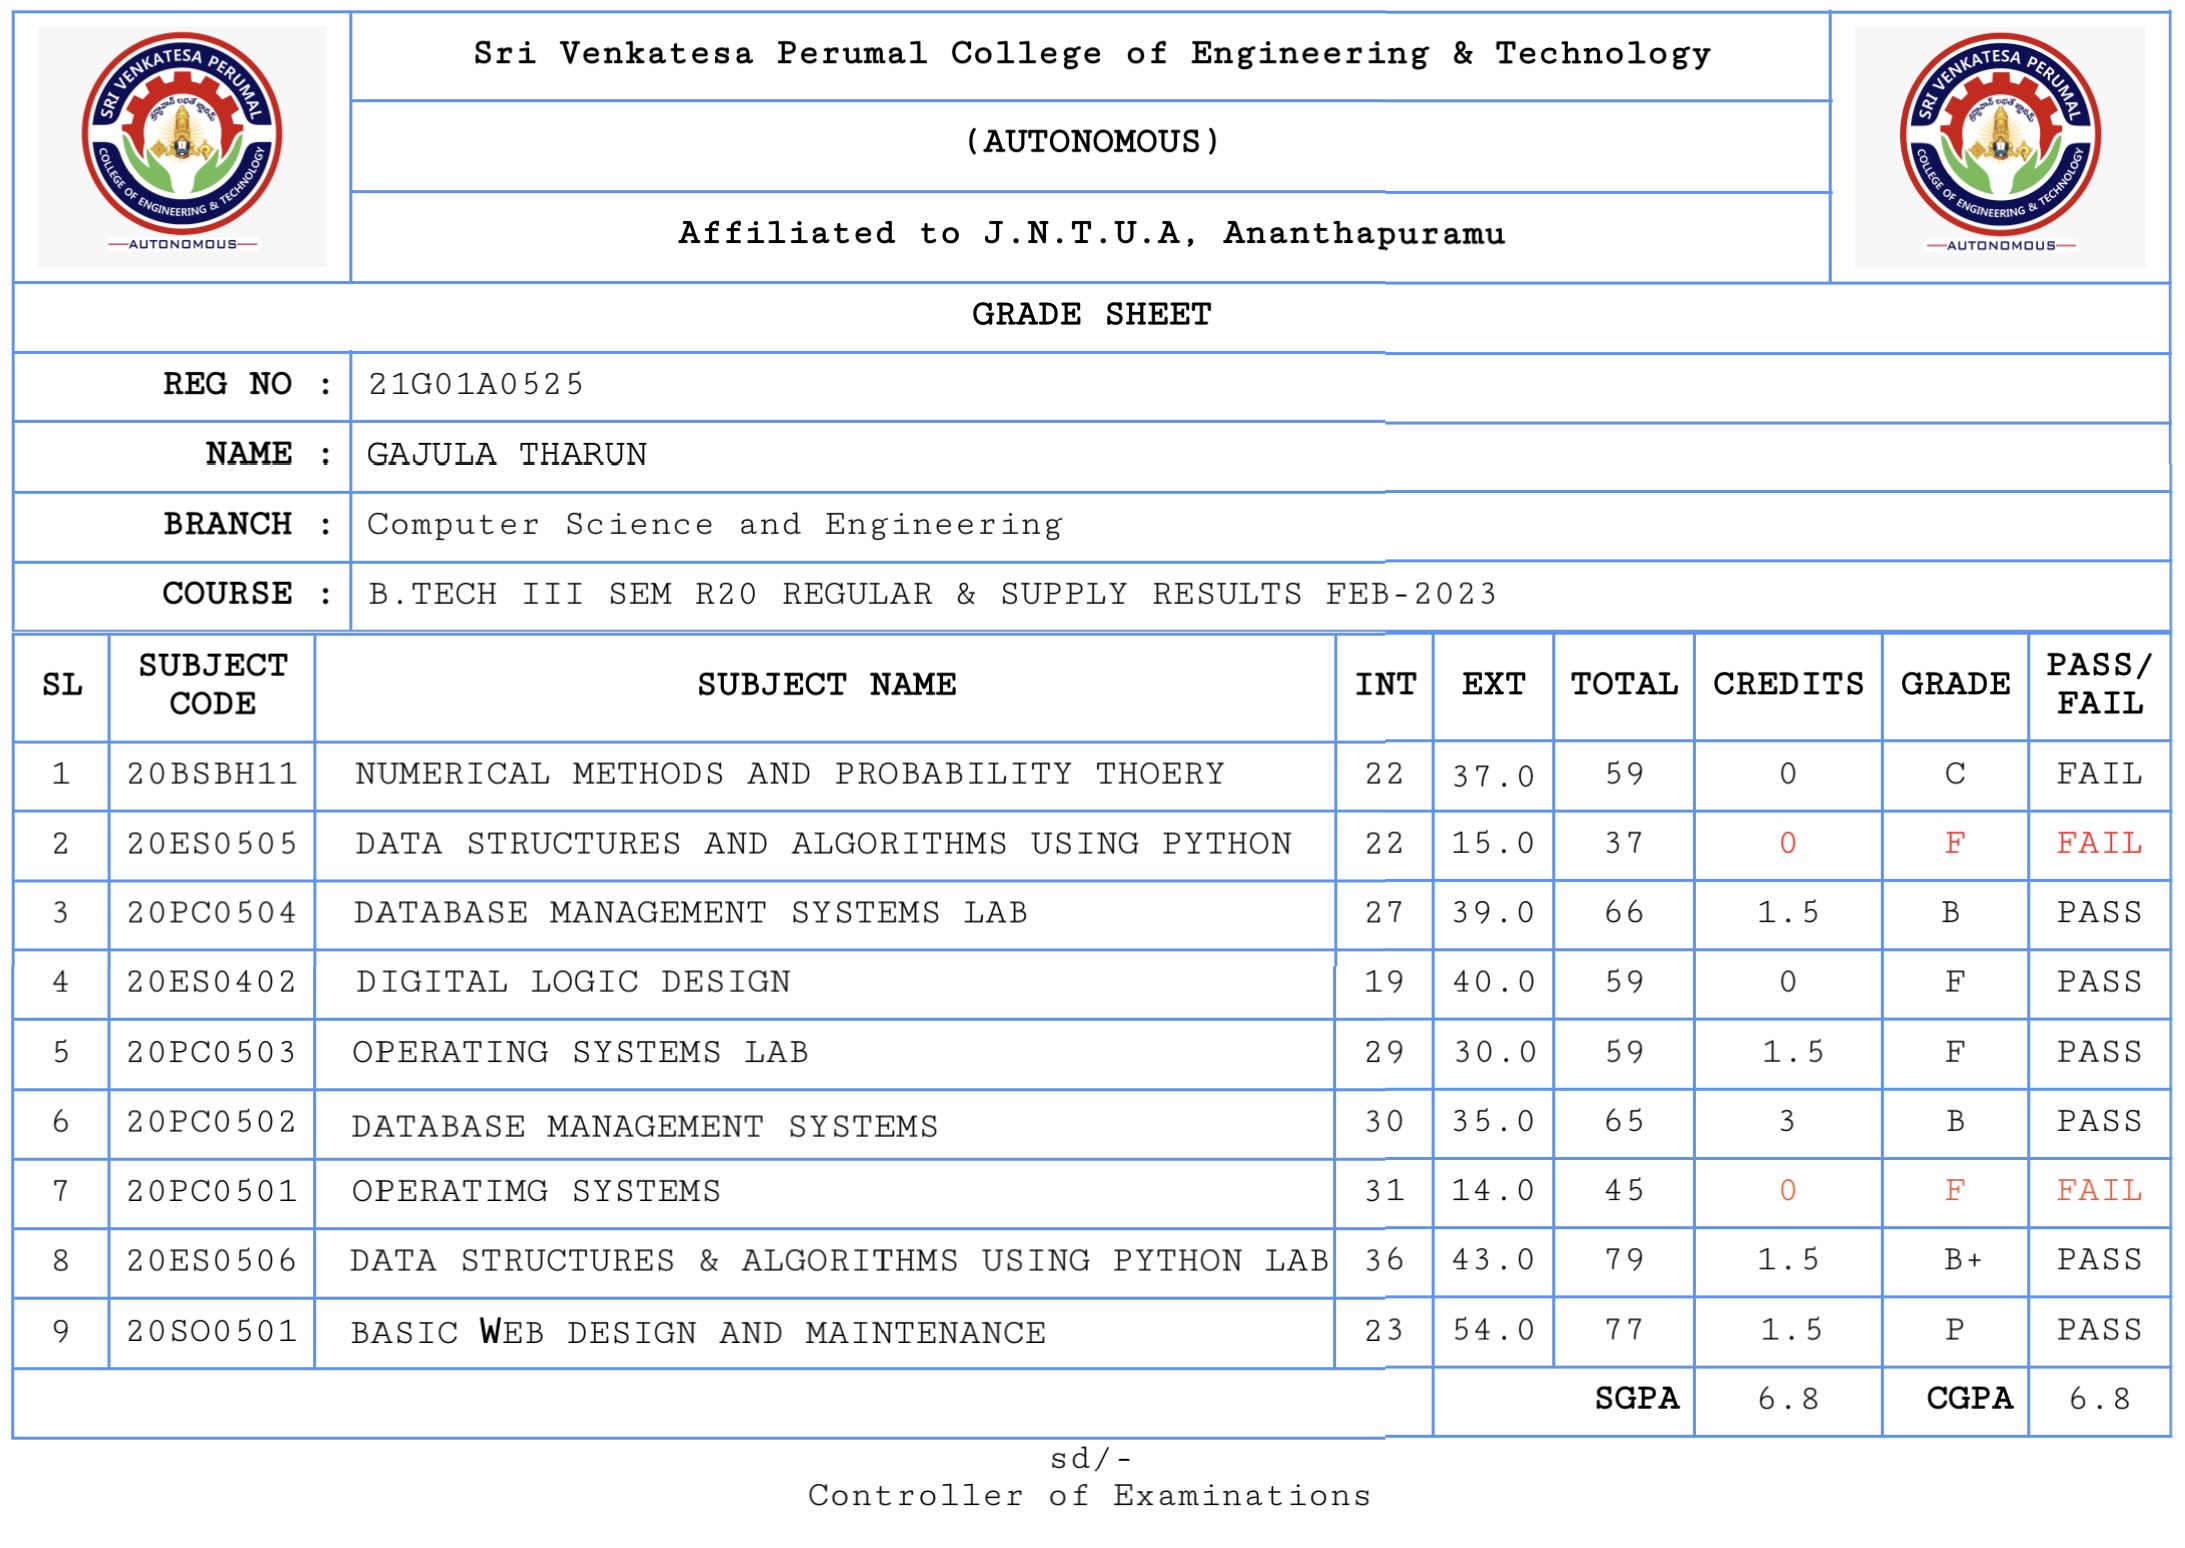 SRI VENKATESA PERUMAL
COLLEGE OF ENGINEERING & TECHNOLOGY
AUTONOMOUS
Sri Venkatesa Perumal College of Engineering & Technology
(AUTONOMOUS)
Affiliated to J.N.T.U.A, Ananthapuramu
SRI VENKATESA PERUMAL
COLLEGE OF ENGINEERING & TECHNOLOGY
AUTONOMOUS
GRADE SHEET
REG NO : 21G01A0525
NAME : GAJULA THARUN
BRANCH : Computer Science and Engineering
COURSE : B.TECH III SEM R20 REGULAR & SUPPLY RESULTS FEB-2023
SL SUBJECT CODE SUBJECT NAME INT EXT TOTAL CREDITS GRADE PASS/FAIL
1 20BSBH11 NUMERICAL METHODS AND PROBABILITY THOERY 22 37.0 59 0 C FAIL
2 20ES0505 DATA STRUCTURES AND ALGORITHMS USING PYTHON 22 15.0 37 0 F FAIL
3 20PC0504 DATABASE MANAGEMENT SYSTEMS LAB 27 39.0 66 1.5 B PASS
4 20ES0402 DIGITAL LOGIC DESIGN 19 40.0 59 0 F PASS
5 20PC0503 OPERATING SYSTEMS LAB 29 30.0 59 1.5 F PASS
6 20PC0502 DATABASE MANAGEMENT SYSTEMS 30 35.0 65 3 B PASS
7 20PC0501 OPERATIMG SYSTEMS 31 14.0 45 0 F FAIL
8 20ES0506 DATA STRUCTURES & ALGORITHMS USING PYTHON LAB 36 43.0 79 1.5 B+ PASS
9 20SO0501 BASIC WEB DESIGN AND MAINTENANCE 23 54.0 77 1.5 P PASS
SGPA 6.8 CGPA 6.8
sd/-
Controller of Examinations